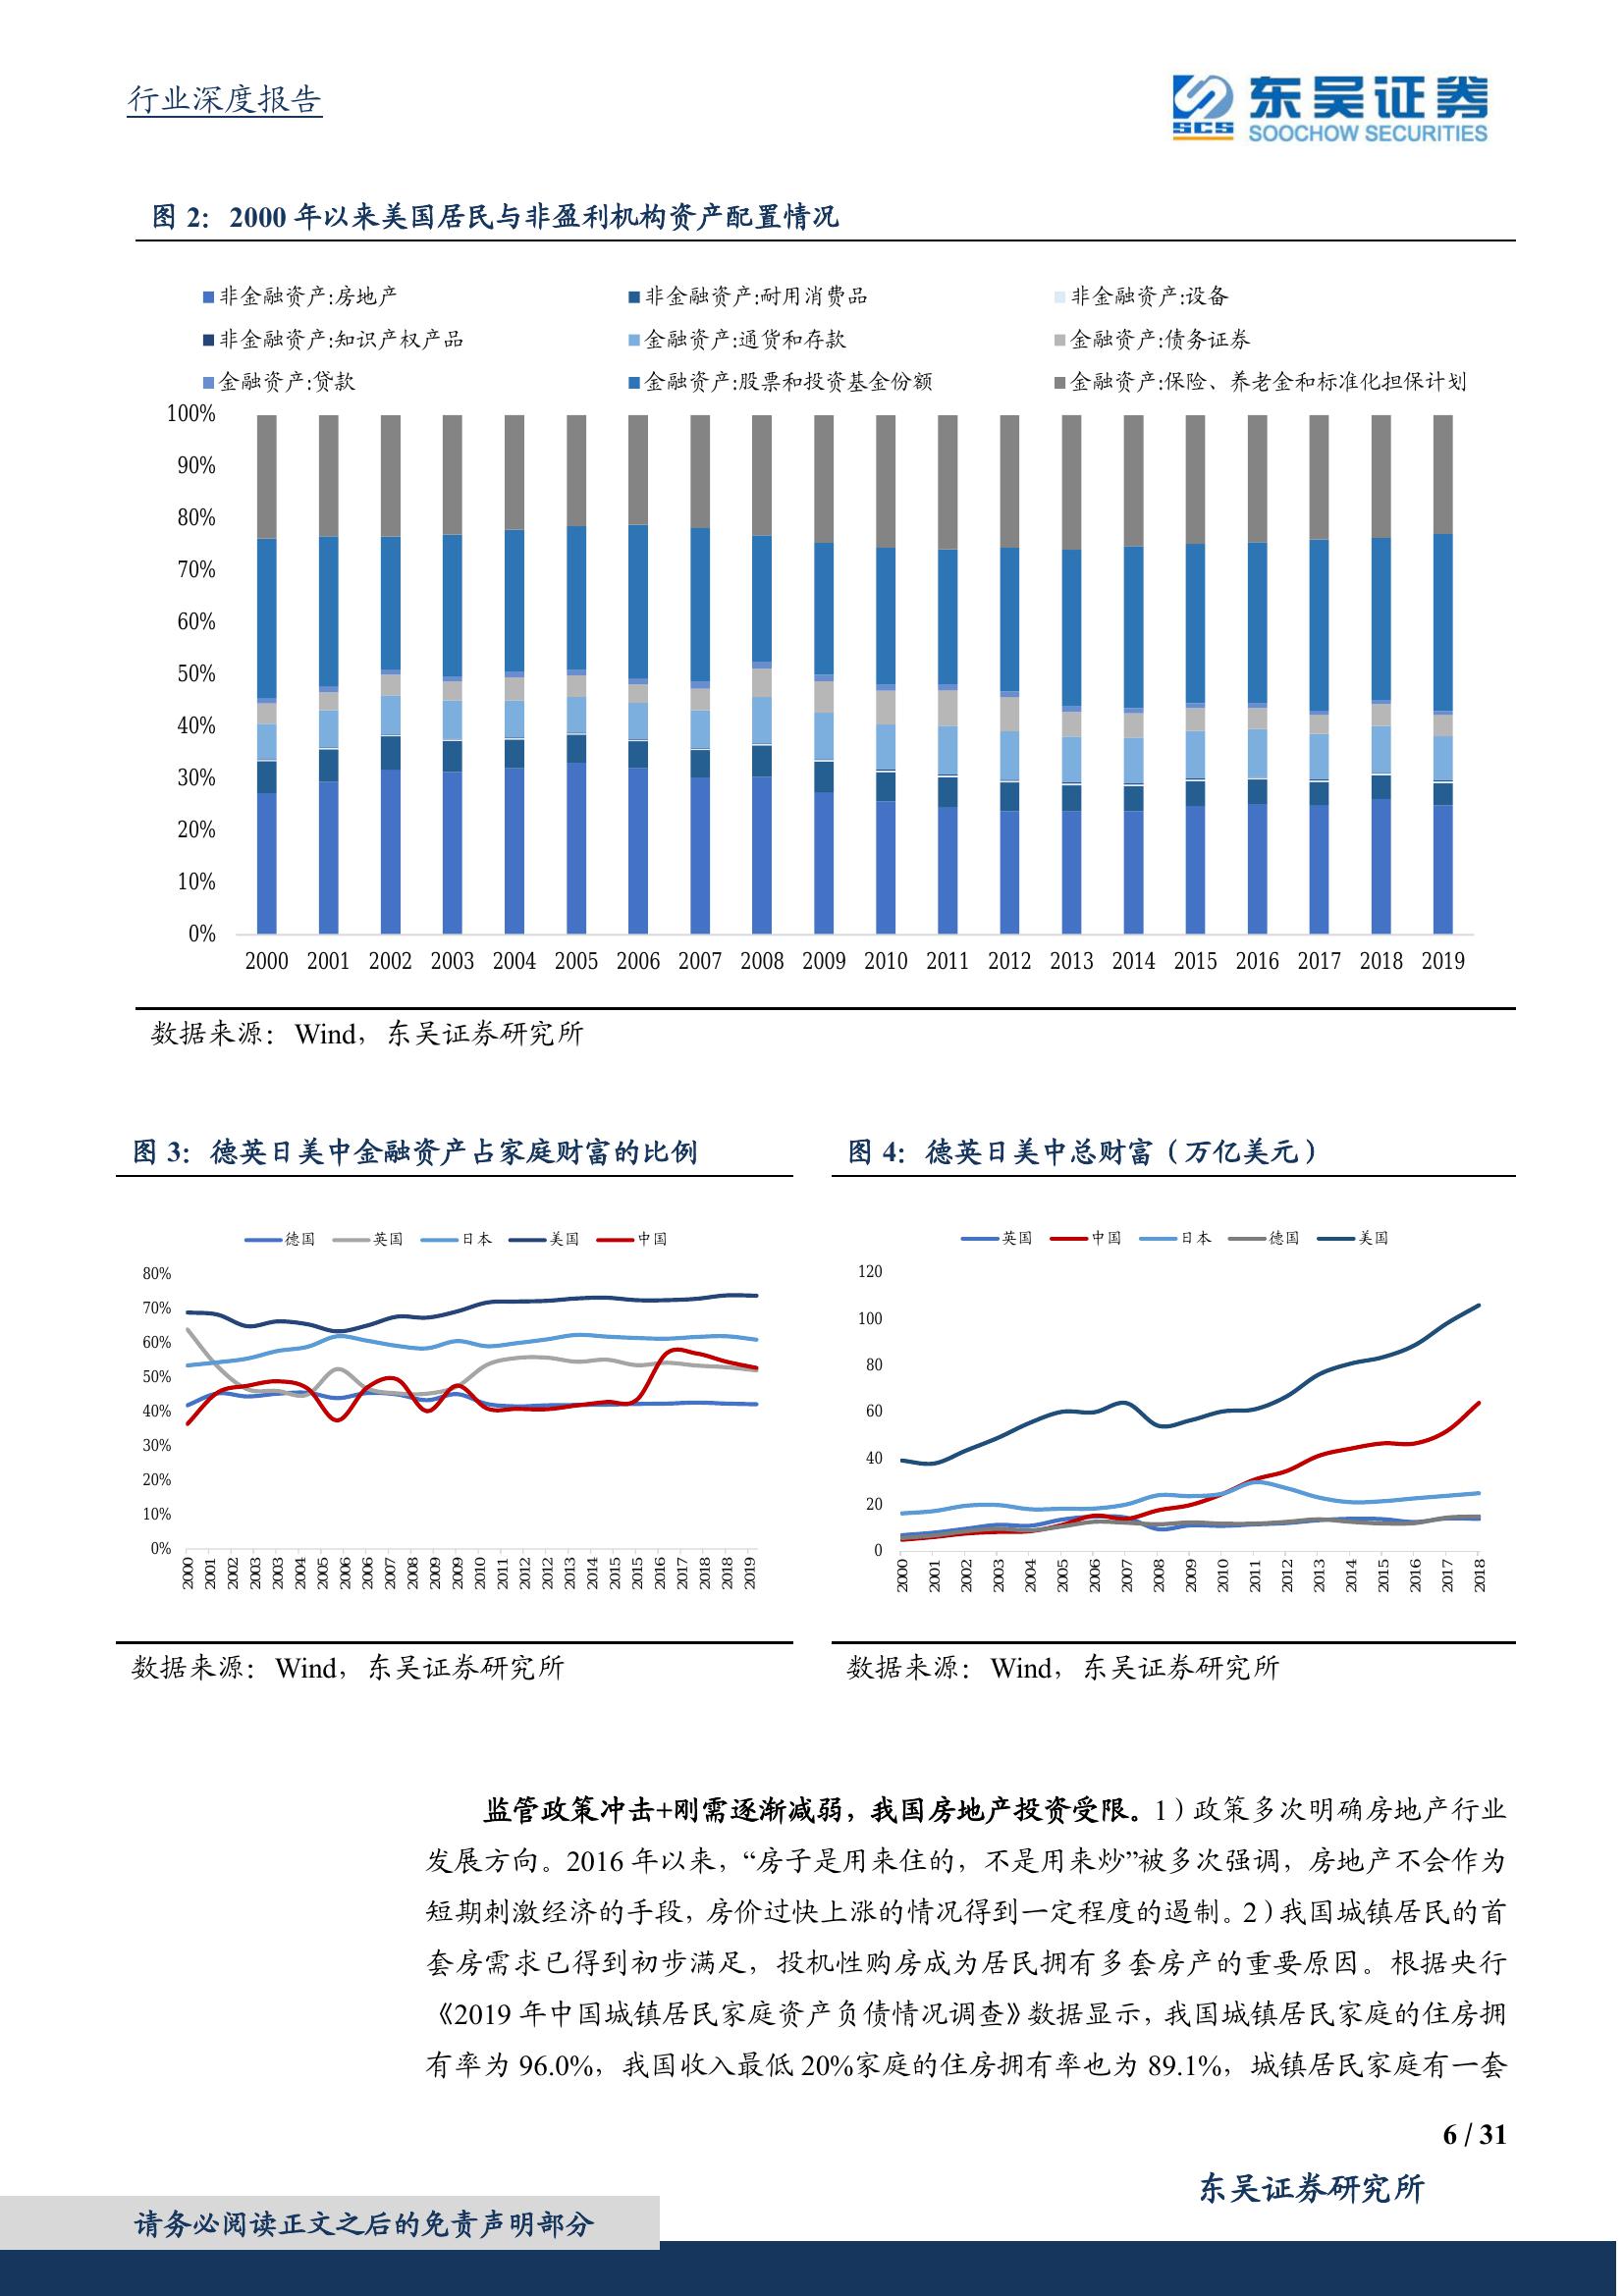 行业深度报告
东吴证券
SCS
SOOCHOW SECURITIES
图 2：2000 年以来美国居民与非盈利机构资产配置情况
非金融资产:房地产 非金融资产:耐用消费品 非金融资产:设备
非金融资产:知识产权产品 金融资产:通货和存款 金融资产:债务证券
金融资产:贷款 金融资产:股票和投资基金份额 金融资产:保险、养老金和标准化担保计划
100%
90%
80%
70%
60%
50%
40%
30%
20%
10%
0%
2000 2001 2002 2003 2004 2005 2006 2007 2008 2009 2010 2011 2012 2013 2014 2015 2016 2017 2018 2019
数据来源：Wind，东吴证券研究所
图 3：德英日美中金融资产占家庭财富的比例
德国 英国 日本 美国 中国
80%
70%
60%
50%
40%
30%
20%
10%
0%
2000 2001 2002 2003 2003 2004 2005 2006 2006 2007 2008 2009 2009 2010 2011 2012 2012 2013 2014 2015 2015 2016 2017 2018 2018 2019
数据来源：Wind，东吴证券研究所
图 4：德英日美中总财富（万亿美元）
英国 中国 日本 德国 美国
120
100
80
60
40
20
0
2000 2001 2002 2003 2004 2005 2006 2007 2008 2009 2010 2011 2012 2013 2014 2015 2016 2017 2018
数据来源：Wind，东吴证券研究所
监管政策冲击+刚需逐渐减弱，我国房地产投资受限。1）政策多次明确房地产行业
发展方向。2016 年以来，“房子是用来住的，不是用来炒”被多次强调，房地产不会作为
短期刺激经济的手段，房价过快上涨的情况得到一定程度的遏制。2）我国城镇居民的首
套房需求已得到初步满足，投机性购房成为居民拥有多套房产的重要原因。根据央行
《2019 年中国城镇居民家庭资产负债情况调查》数据显示，我国城镇居民家庭的住房拥
有率为 96.0%，我国收入最低 20%家庭的住房拥有率也为 89.1%，城镇居民家庭有一套
6 / 31
东吴证券研究所
请务必阅读正文之后的免责声明部分